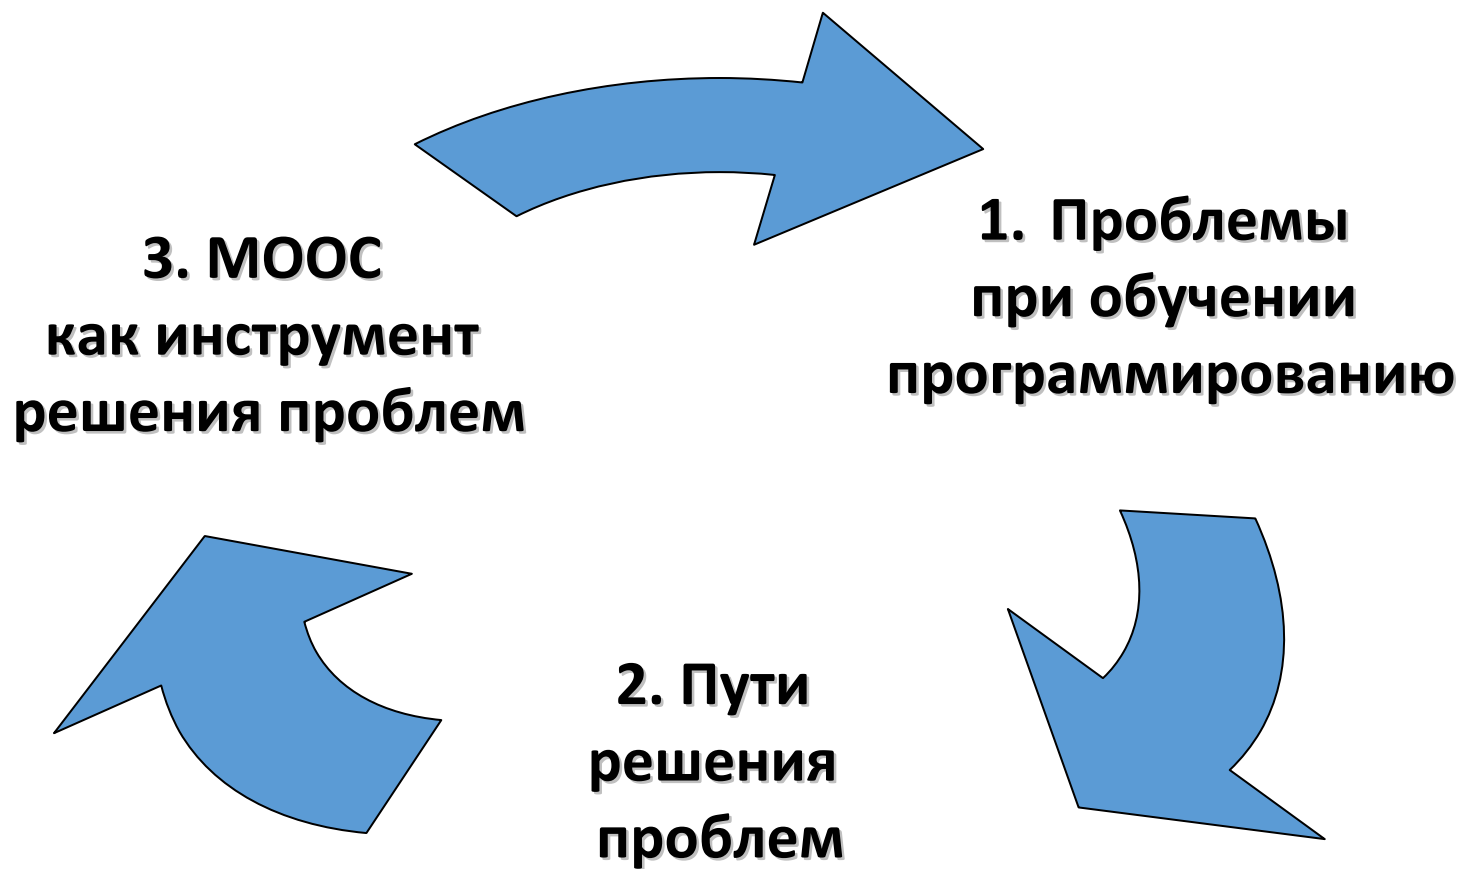 1. Проблемы
при обучении
программированию
2. Пути
решения
проблем
3. МООС
как инструмент
решения проблем